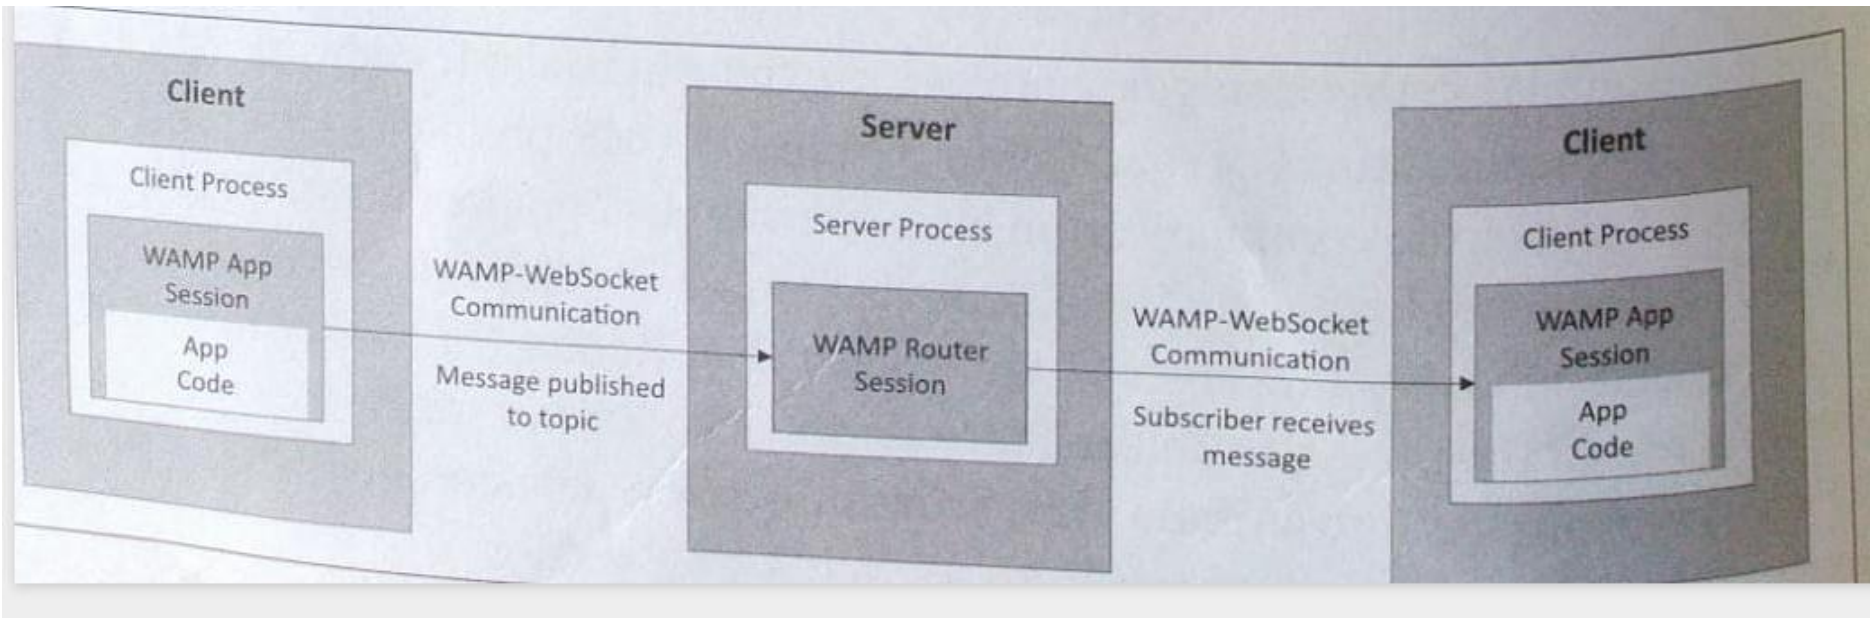 Client
Client Process
WAMP App
Session
App
Code
WAMP-WebSocket
Communication
Message published
to topic
Server
Server Process
WAMP Router
Session
WAMP-WebSocket
Communication
Subscriber receives
message
Client
Client Process
WAMP App
Session
App
Code